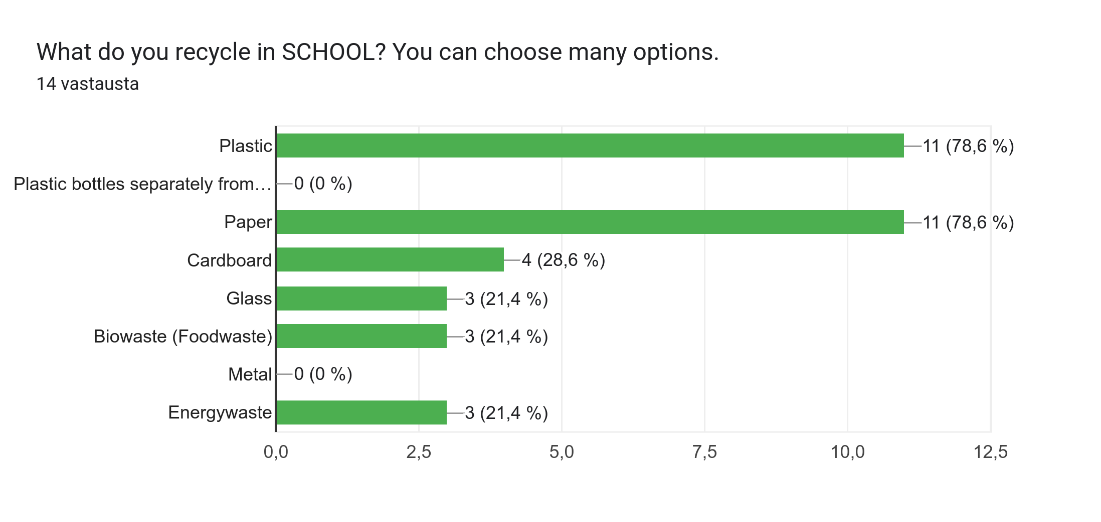 What do you recycle in SCHOOL? You can choose many options.
14 vastausta
Plastic 11 (78,6 %)
Plastic bottles separately from… 0 (0 %)
Paper 11 (78,6 %)
Cardboard 4 (28,6 %)
Glass 3 (21,4 %)
Biowaste (Foodwaste) 3 (21,4 %)
Metal 0 (0 %)
Energywaste 3 (21,4 %)
0,0 2,5 5,0 7,5 10,0 12,5